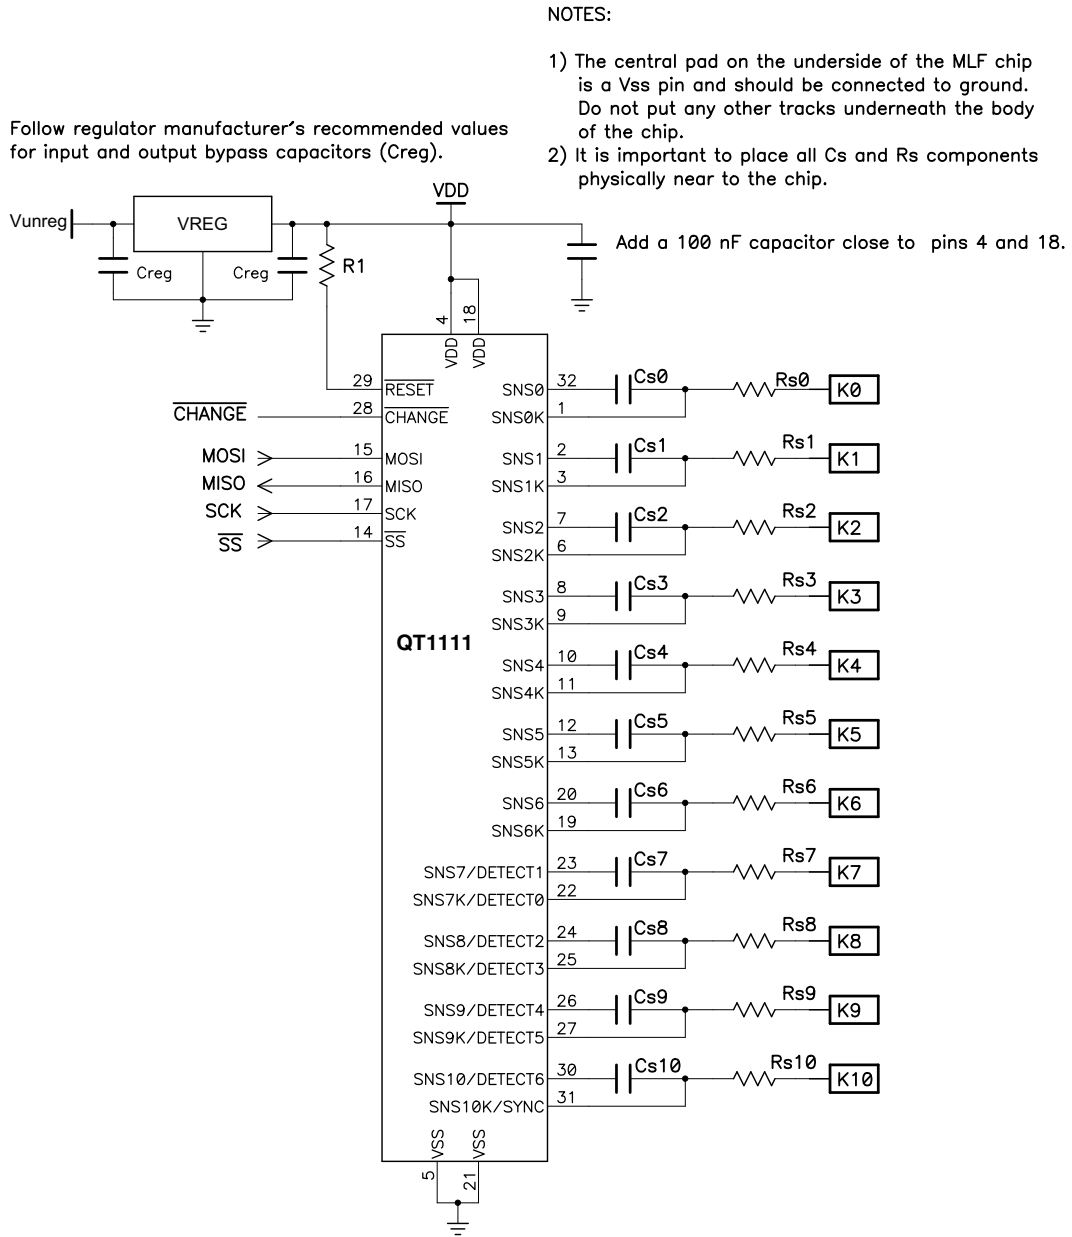 NOTES:
1) The central pad on the underside of the MLF chip
is a Vss pin and should be connected to ground.
Do not put any other tracks underneath the body
of the chip.
2) It is important to place all Cs and Rs components
physically near to the chip.
Follow regulator manufacturer's recommended values
for input and output bypass capacitors (Creg).
VDD
Vunreg
VREG
Add a 100 nF capacitor close to pins 4 and 18.
Creg
Creg
R1
4
18
VDD
VDD
29
RESET
28
CHANGE
CHANGE
MOSI
15
MOSI
MISO
16
MISO
SCK
17
SCK
SS
14
SS
QT1111
SNS0
32
Cs0
Rs0
K0
SNS0K
1
SNS1
2
Cs1
Rs1
K1
SNS1K
3
SNS2
7
Cs2
Rs2
K2
SNS2K
6
SNS3
8
Cs3
Rs3
K3
SNS3K
9
SNS4
10
Cs4
Rs4
K4
SNS4K
11
SNS5
12
Cs5
Rs5
K5
SNS5K
13
SNS6
20
Cs6
Rs6
K6
SNS6K
19
SNS7/DETECT1
23
Cs7
Rs7
K7
SNS7K/DETECT0
22
SNS8/DETECT2
24
Cs8
Rs8
K8
SNS8K/DETECT3
25
SNS9/DETECT4
26
Cs9
Rs9
K9
SNS9K/DETECT5
27
SNS10/DETECT6
30
Cs10
Rs10
K10
SNS10K/SYNC
31
VSS
VSS
5
21